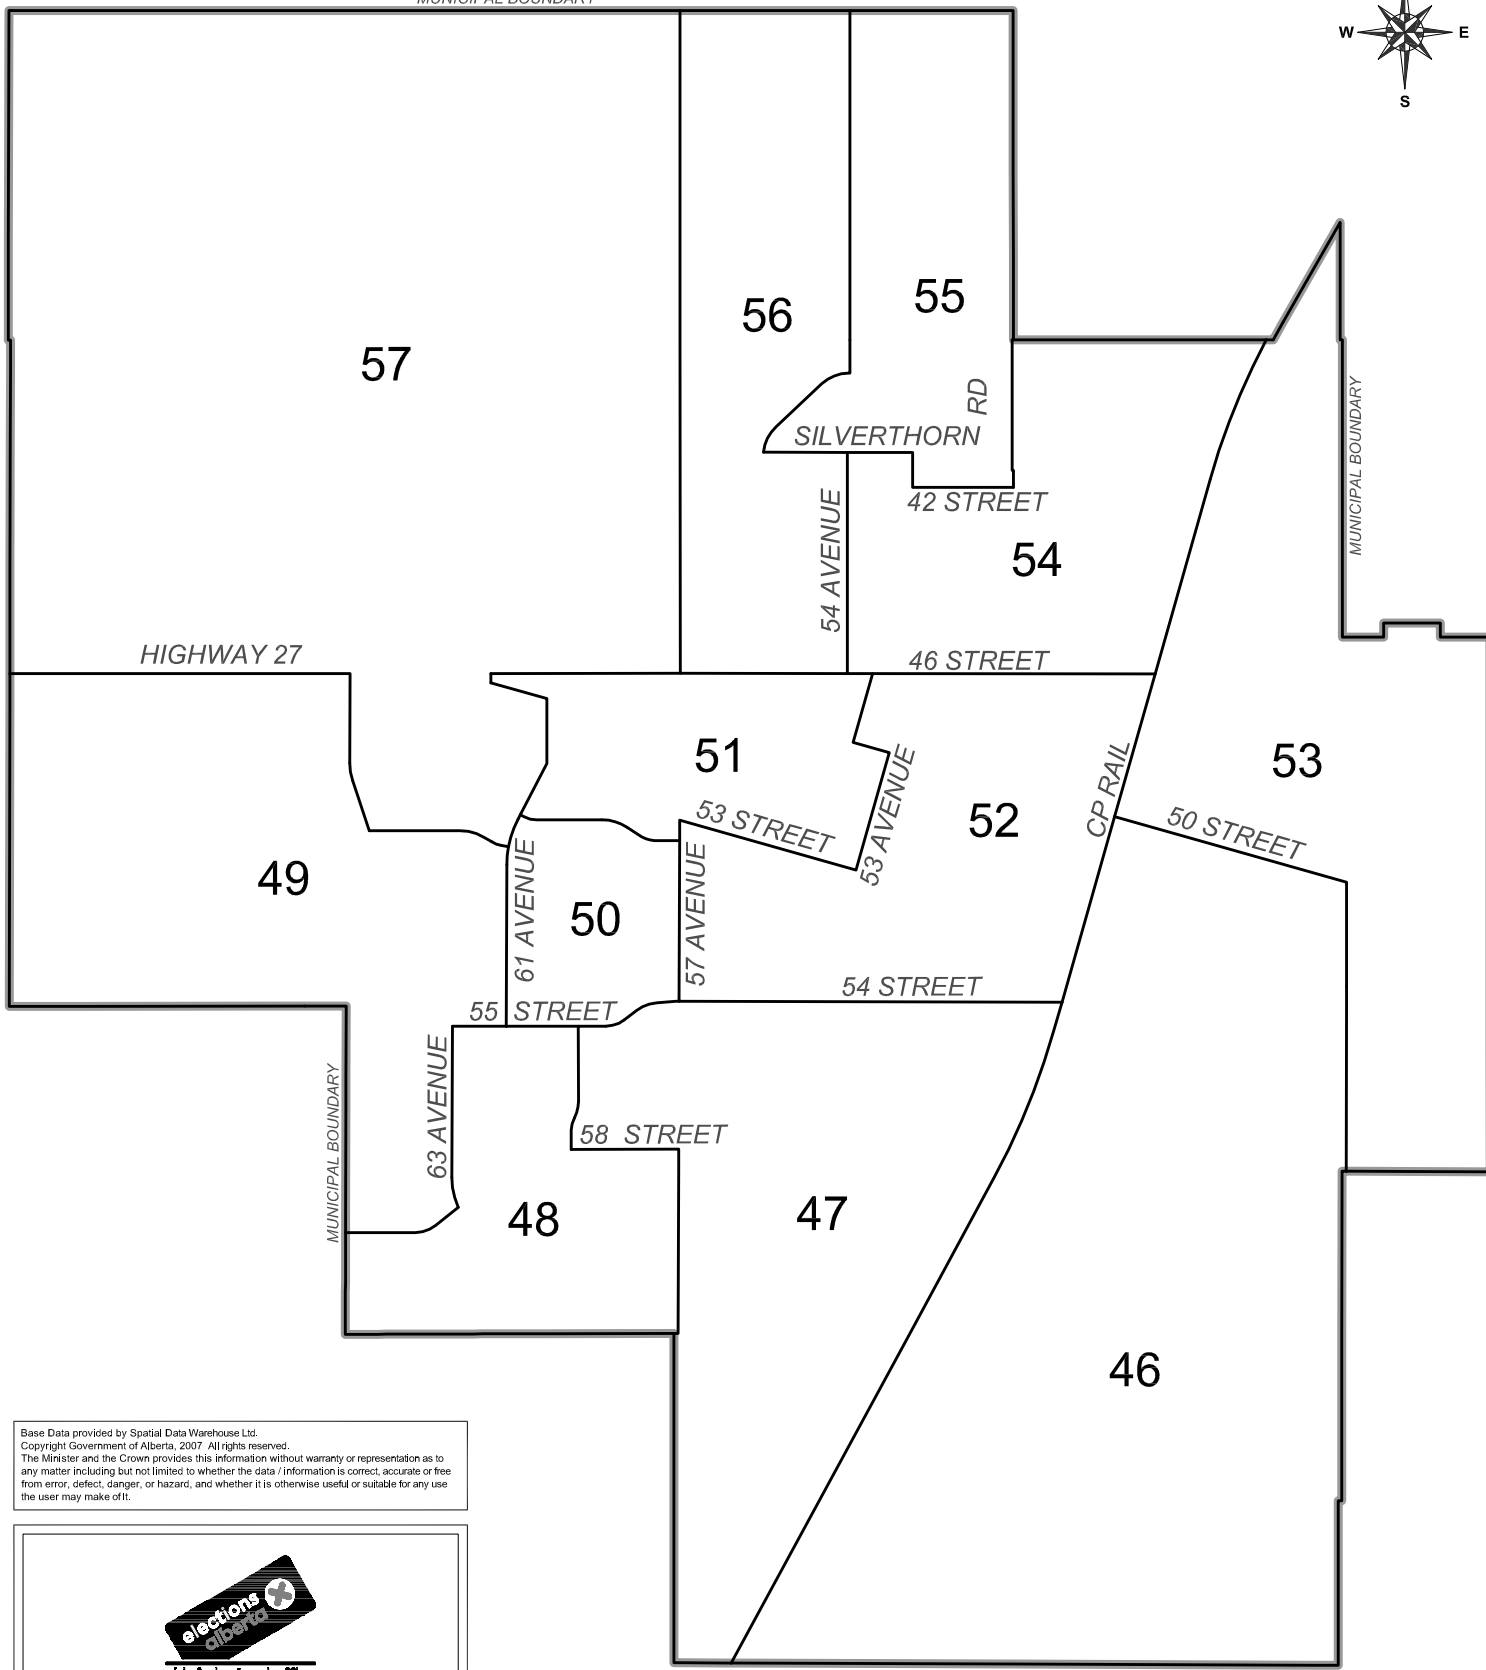 MUNICIPAL BOUNDARY
W E
S
55
56
57
RD
MUNICIPAL BOUNDARY
SILVERTHORN
42 STREET
54 AVENUE
54
HIGHWAY 27
46 STREET
51
53
CP RAIL
53 STREET
53 AVENUE
52
50 STREET
49
61 AVENUE
50
57 AVENUE
54 STREET
55 STREET
63 AVENUE
MUNICIPAL BOUNDARY
58 STREET
48
47
46
Base Data provided by Spatial Data Warehouse Ltd.
Copyright Government of Alberta, 2007 All rights reserved.
The Minister and the Crown provides this information without warranty or representation as to
any matter including but not limited to whether the data / information is correct, accurate or free
from error, defect, danger, or hazard, and whether it is otherwise useful or suitable for any use
the user may make of it.
elections
alberta